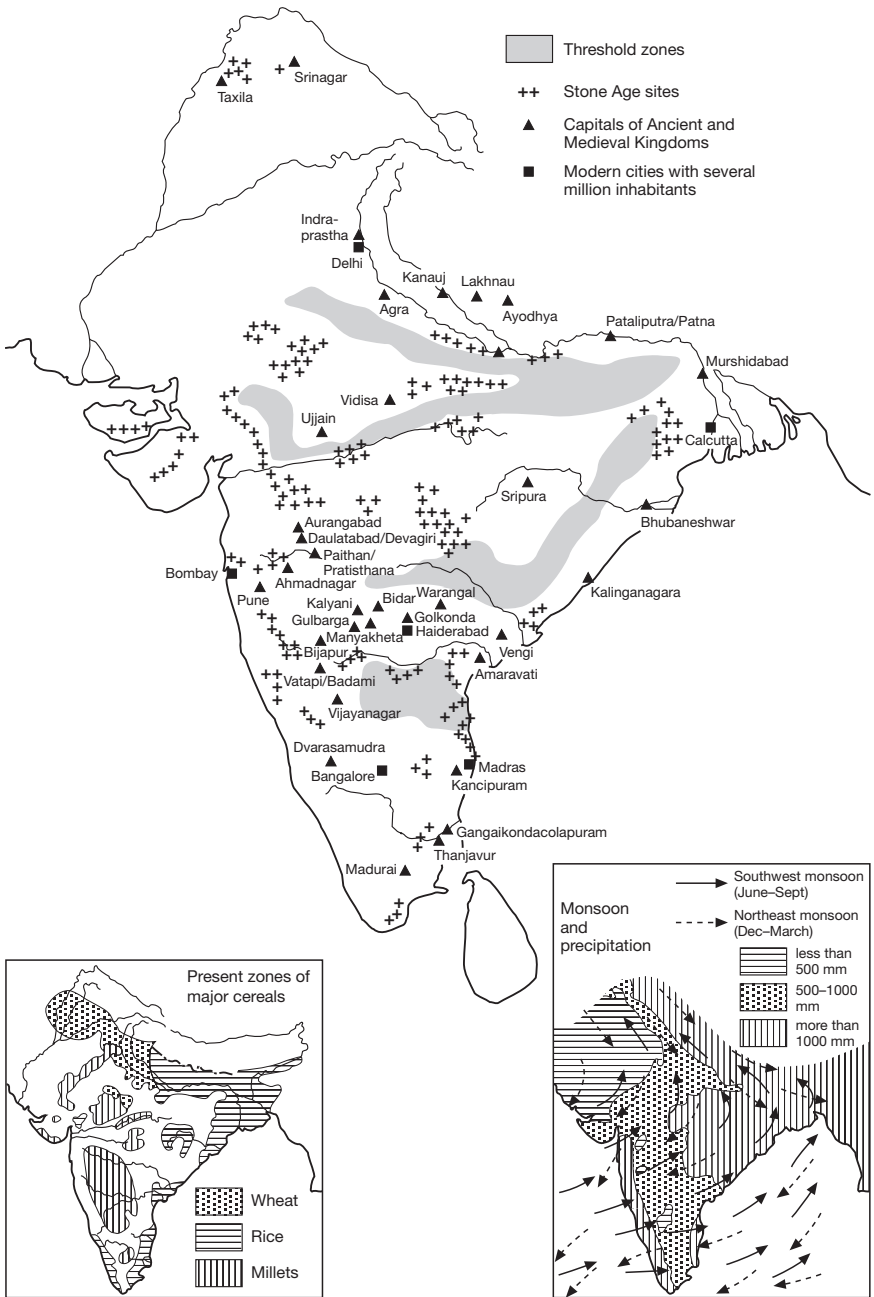 Threshold zones
++ Stone Age sites
Capitals of Ancient and
Medieval Kingdoms
Modern cities with several
million inhabitants
Srinagar
Taxila
Indra-
prastha
Delhi
Kanauj
Lakhnau
Agra
Ayodhya
Pataliputra/Patna
Murshidabad
Vidisa
Ujjain
Calcutta
Sripura
Bhubaneshwar
Aurangabad
Daulatabad/Devagiri
Paithan/
Pratisthana
Bombay
Ahmadnagar
Kalinganagara
Pune
Kalyani
Bidar
Warangal
Gulbarga
Golkonda
Manyakheta
Haiderabad
Bijapur
Vengi
Amaravati
Vatapi/Badami
Vijayanagar
Dvarasamudra
Bangalore
Madras
Kancipuram
Gangaikondacolapuram
Thanjavur
Madurai
Present zones of
major cereals
Wheat
Rice
Millets
Monsoon
and
precipitation
Southwest monsoon
(June–Sept)
Northeast monsoon
(Dec–March)
less than
500 mm
500–1000
mm
more than
1000 mm